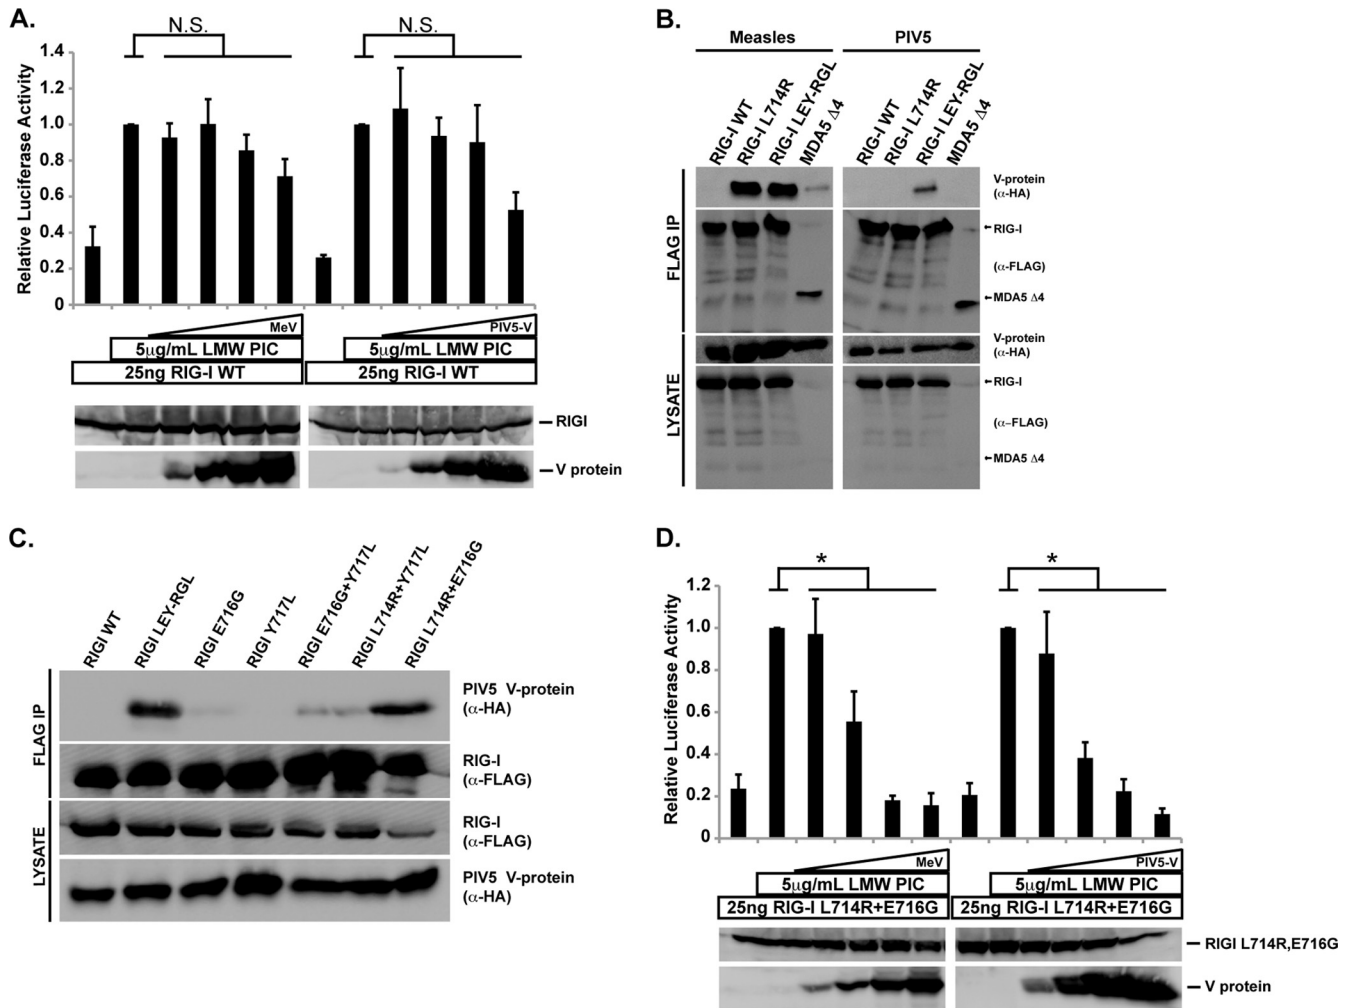 A.
N.S.
N.S.
Relative Luciferase Activity
1.4
1.2
1.0
0.8
0.6
0.4
0.2
0
MeV
PIV5-V
5µg/mL LMW PIC
5µg/mL LMW PIC
25ng RIG-I WT
25ng RIG-I WT
RIGI
V protein
B.
Measles
PIV5
RIG-I WT
RIG-I L714R
RIG-I LEY-RGL
MDA5 Δ4
RIG-I WT
RIG-I L714R
RIG-I LEY-RGL
MDA5 Δ4
FLAG IP
V-protein
(α-HA)
RIG-I
(α-FLAG)
MDA5 Δ4
LYSATE
V-protein
(α-HA)
RIG-I
(α–FLAG)
MDA5 Δ4
C.
RIGI WT
RIGI LEY-RGL
RIGI E716G
RIGI Y717L
RIGI E716G+Y717L
RIGI L714R+Y717L
RIGI L714R+E716G
FLAG IP
PIV5 V-protein
(α-HA)
RIG-I
(α-FLAG)
LYSATE
RIG-I
(α-FLAG)
PIV5 V-protein
(α-HA)
D.
*
*
Relative Luciferase Activity
1.2
1.0
0.8
0.6
0.4
0.2
0
MeV
PIV5-V
5µg/mL LMW PIC
5µg/mL LMW PIC
25ng RIG-I L714R+E716G
25ng RIG-I L714R+E716G
RIGI L714R,E716G
V protein